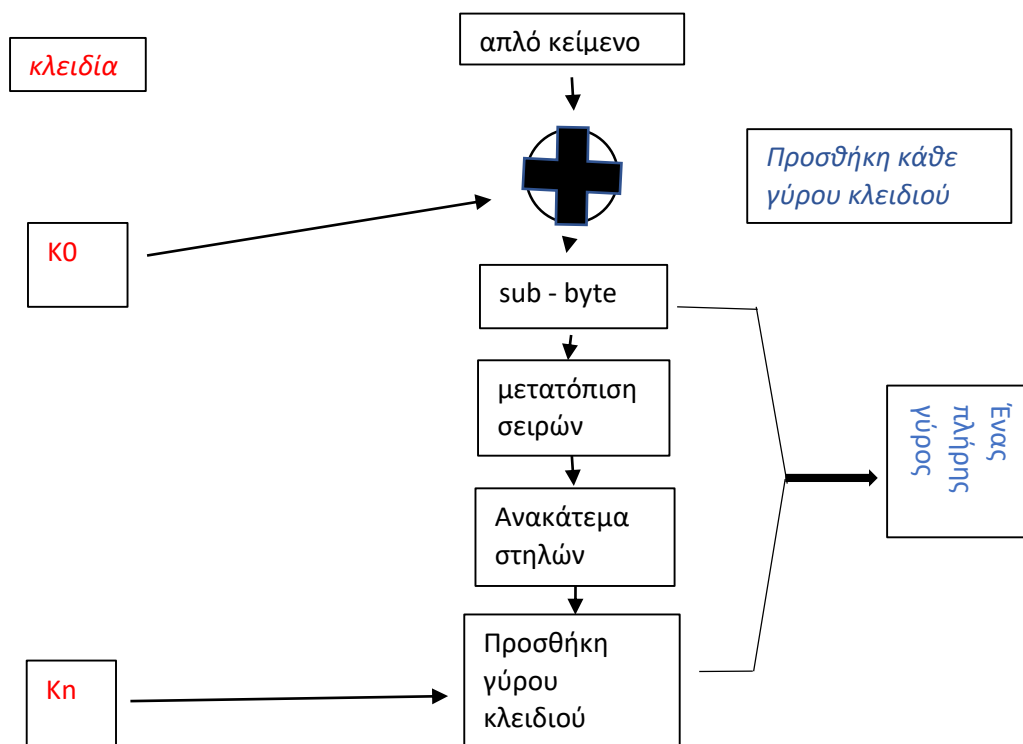 απλό κείμενο
κλειδία
Προσθήκη κάθε
γύρου κλειδιού
K0
sub - byte
μετατόπιση
σειρών
Ένας
πλήρης
γύρος
Ανακάτεμα
στηλών
Προσθήκη
γύρου
κλειδιού
Kn